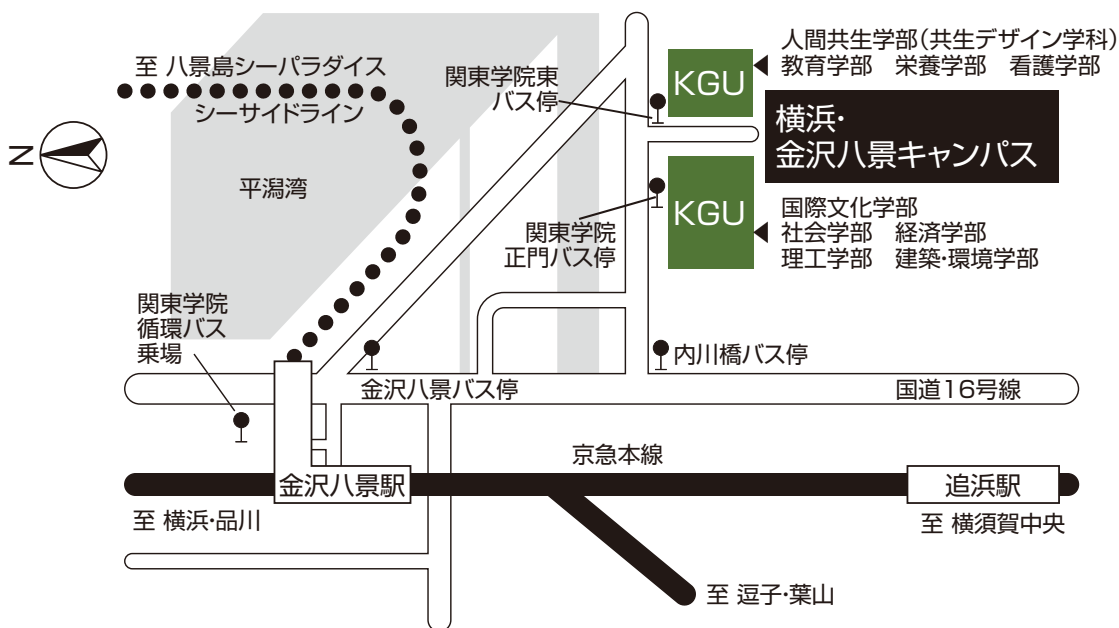 至 八景島シーパラダイス
シーサイドライン
N
平潟湾
関東学院東
バス停
KGU
人間共生学部(共生デザイン学科)
教育学部 栄養学部 看護学部
横浜・
金沢八景キャンパス
関東学院
正門バス停
KGU
国際文化学部
社会学部 経済学部
理工学部 建築・環境学部
関東学院
循環バス
乗場
金沢八景バス停
内川橋バス停
国道16号線
京急本線
金沢八景駅
追浜駅
至 横浜・品川
至 横須賀中央
至 逗子・葉山